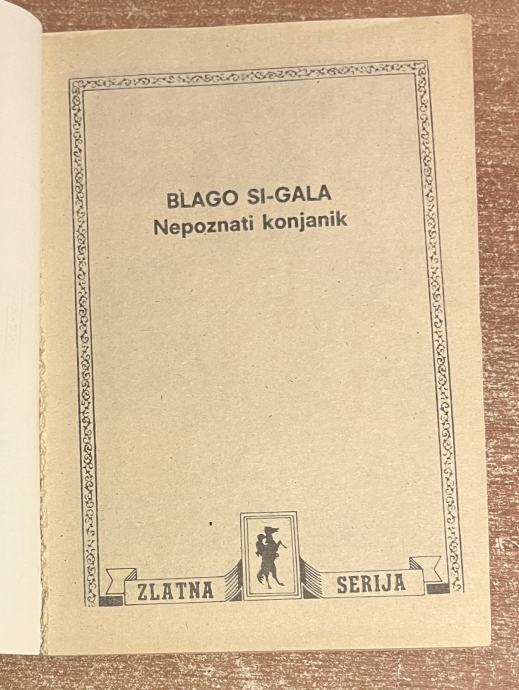 BLAGO SI-GALA
Nepoznati konjanik
ZLATNA SERIJA